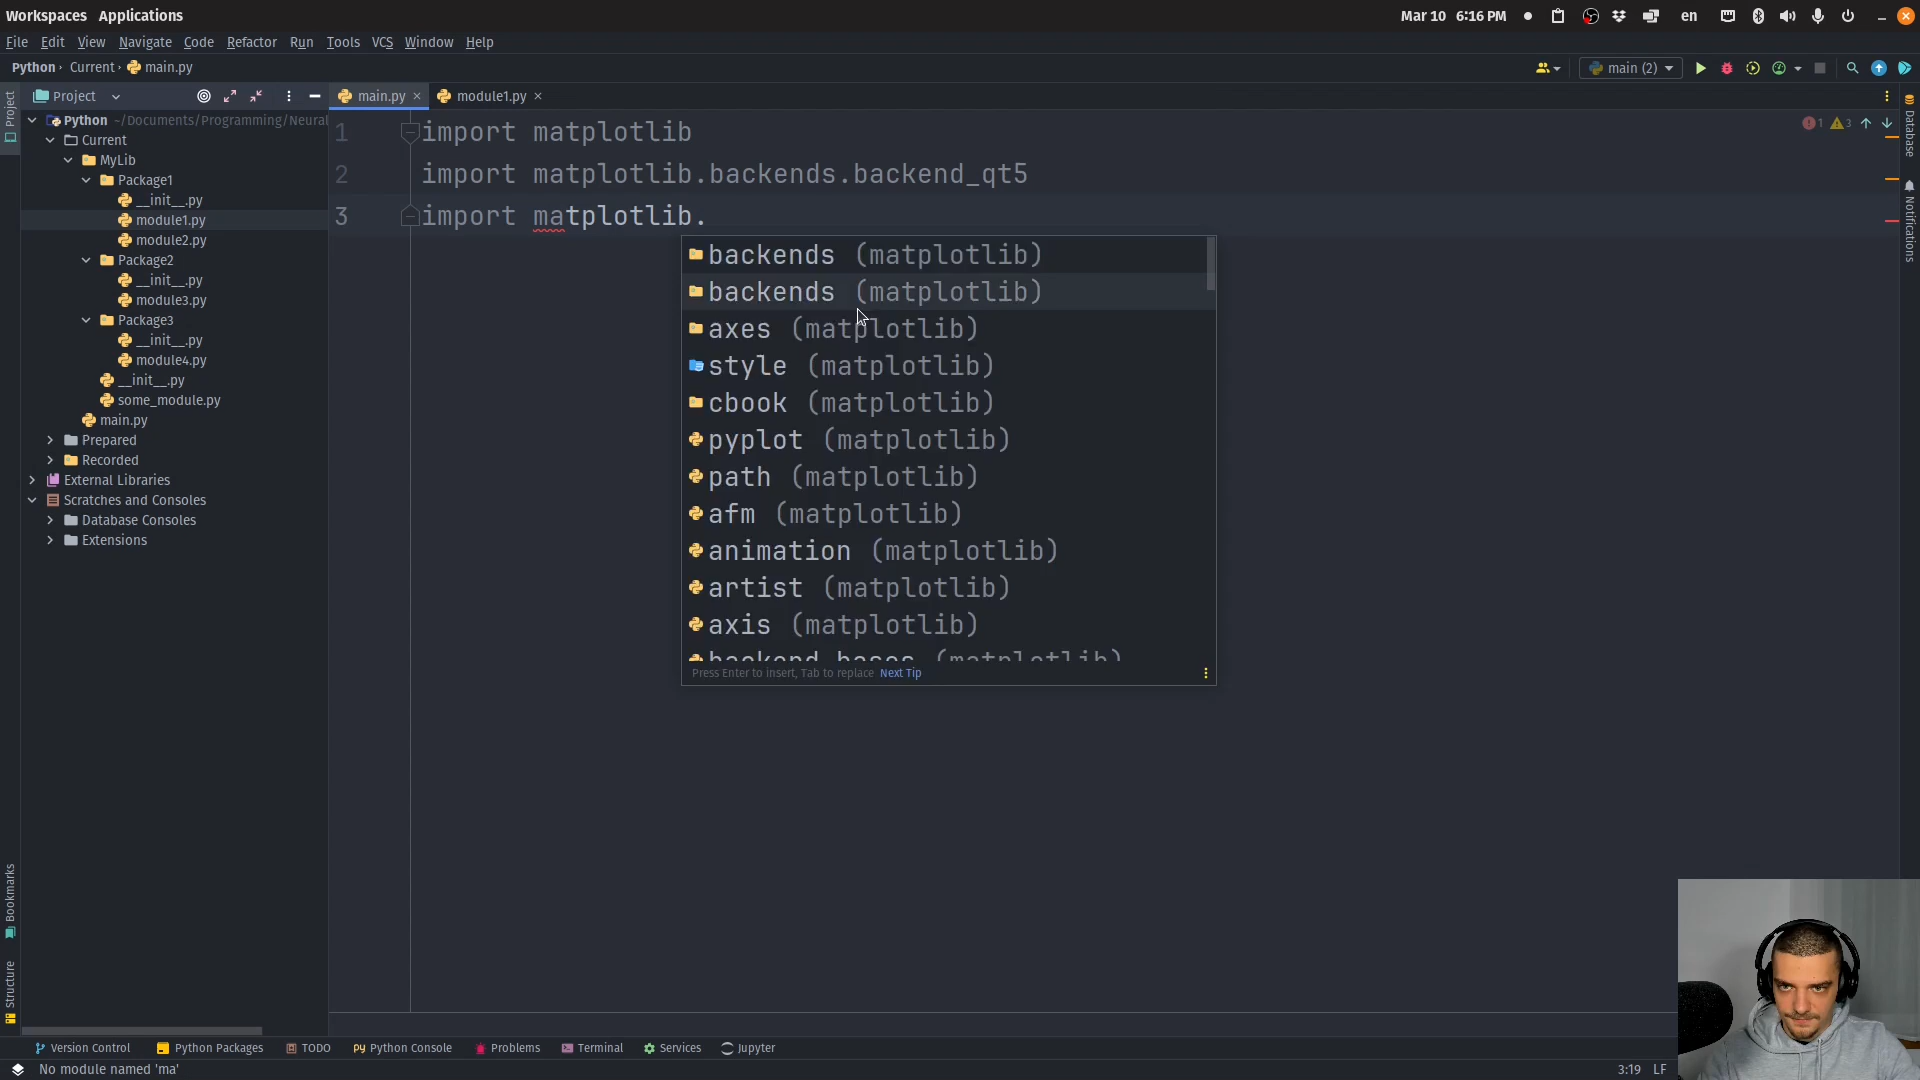 Workspaces Applications Mar 10 6:16 PM en
File Edit View Navigate Code Refactor Run Tools VCS Window Help
Python Current main.py main (2)
Project main.py module1.py
Python ~/Documents/Programming/Neural
Current
MyLib
Package1
__init__.py
module1.py
module2.py
Package2
__init__.py
module3.py
Package3
__init__.py
module4.py
__init__.py
some_module.py
main.py
Prepared
Recorded
External Libraries
Scratches and Consoles
Database Consoles
Extensions
Project
Bookmarks
Structure
1 import matplotlib
2 import matplotlib.backends.backend_qt5
3 import matplotlib.
1 3
backends (matplotlib)
backends (matplotlib)
axes (matplotlib)
style (matplotlib)
cbook (matplotlib)
pyplot (matplotlib)
path (matplotlib)
afm (matplotlib)
animation (matplotlib)
artist (matplotlib)
axis (matplotlib)
backend_bases (matplotlib)
Press Enter to insert, Tab to replace Next Tip
Database
Notifications
Version Control Python Packages TODO Python Console Problems Terminal Services Jupyter
No module named 'ma' 3:19 LF